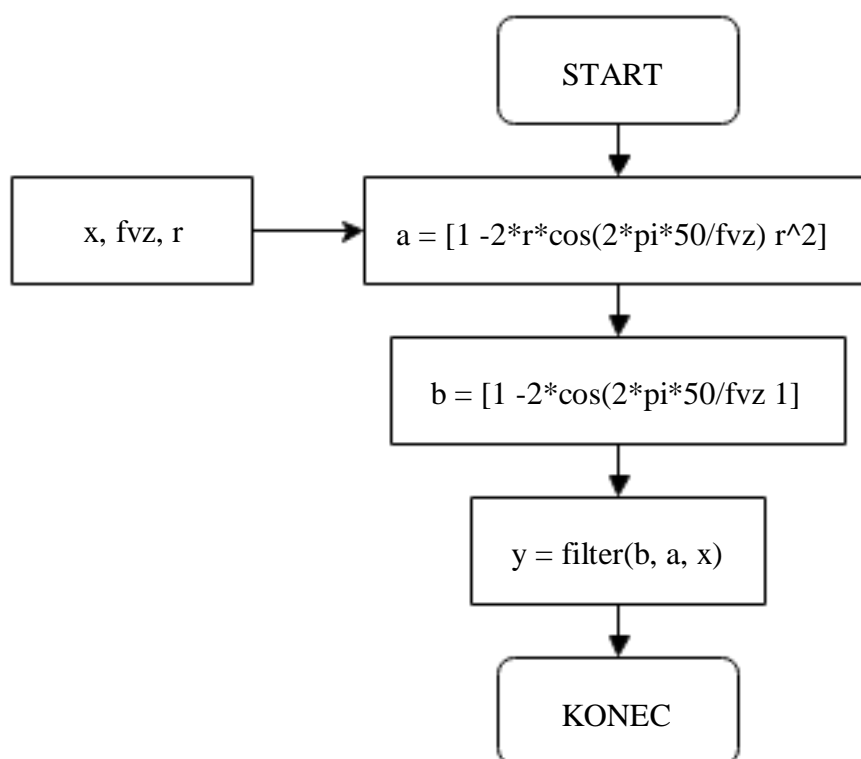 START
x, fvz, r
a = [1 -2*r*cos(2*pi*50/fvz) r^2]
b = [1 -2*cos(2*pi*50/fvz 1]
y = filter(b, a, x)
KONEC